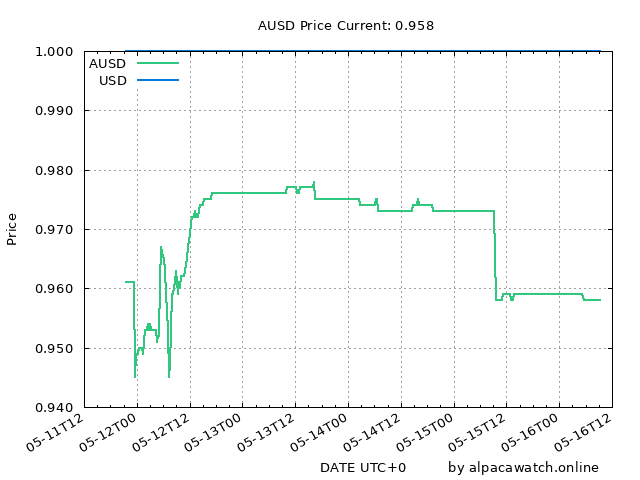 AUSD Price Current: 0.958
1.000
AUSD
USD
0.990
0.980
0.970
Price
0.960
0.950
0.940
05-11T12
05-12T00
05-12T12
05-13T00
05-13T12
05-14T00
05-14T12
05-15T00
05-15T12
05-16T00
05-16T12
DATE UTC+0 by alpacawatch.online